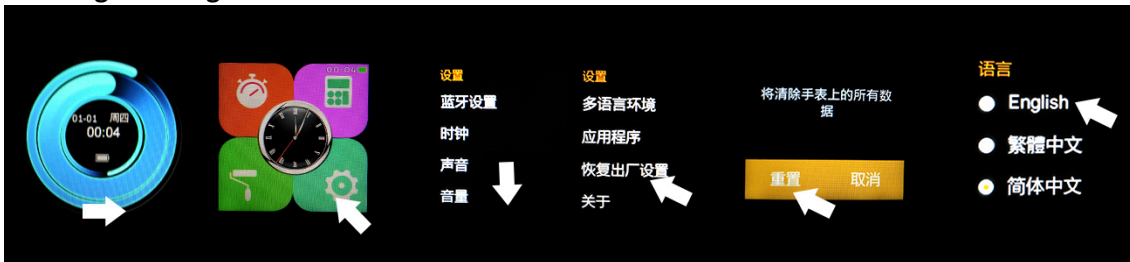 01-01 周四
00:04
00:04
设置
蓝牙设置
时钟
声音
音量
设置
多语言环境
应用程序
恢复出厂设置
关于
将清除手表上的所有数
据
重置 取消
语言
English
繁體中文
简体中文